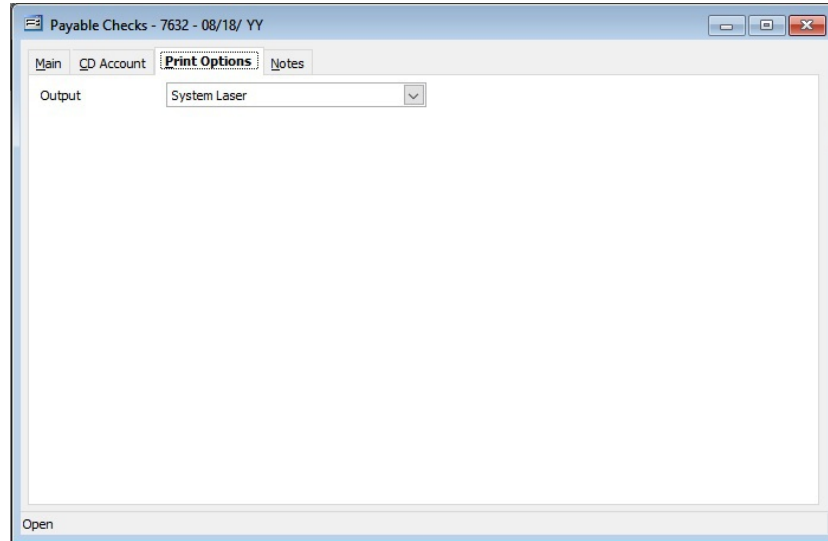 Payable Checks - 7632 - 08/18/ YY
Main CD Account Print Options Notes
Output System Laser
Open